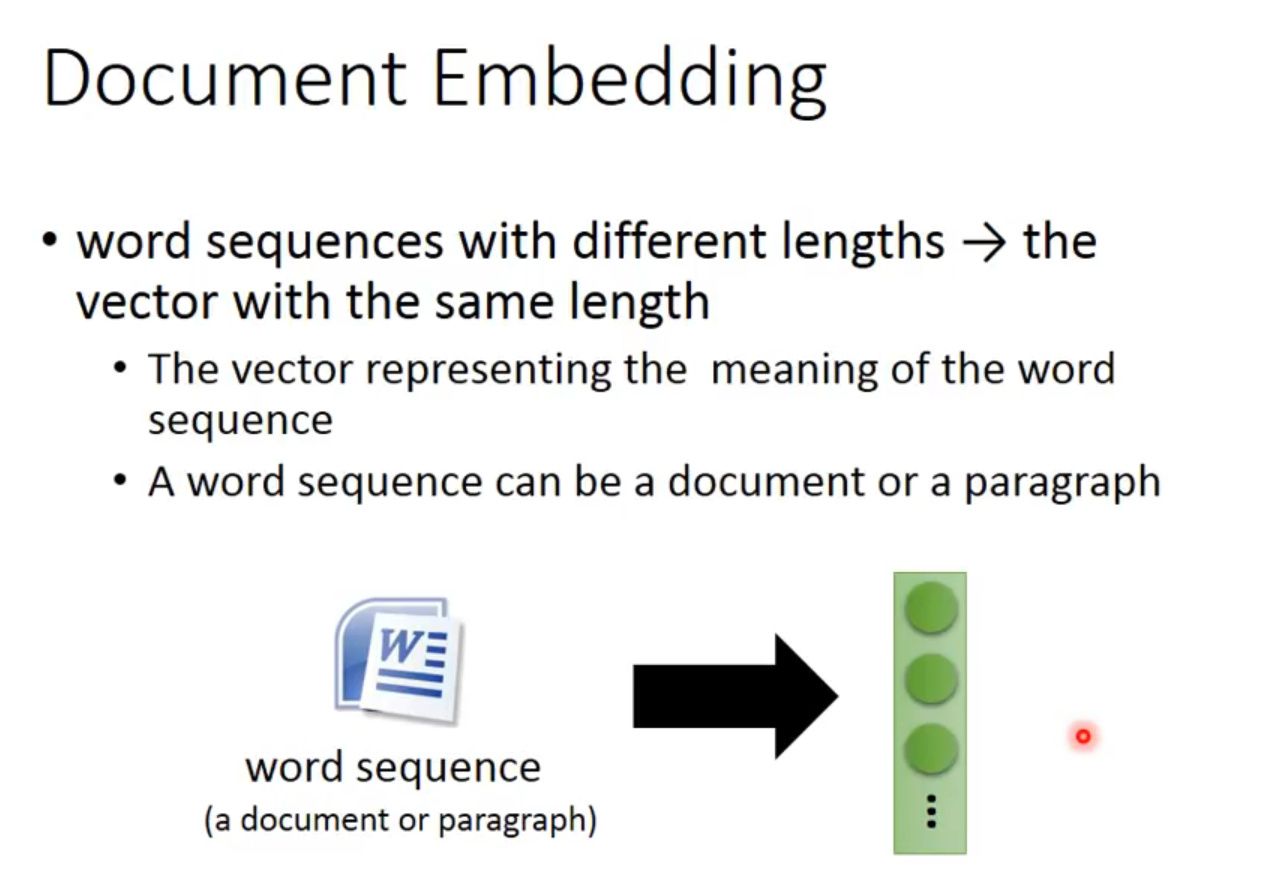 Document Embedding
• word sequences with different lengths → the
vector with the same length
• The vector representing the  meaning of the word
sequence
• A word sequence can be a document or a paragraph
W
word sequence
(a document or paragraph)
⋮